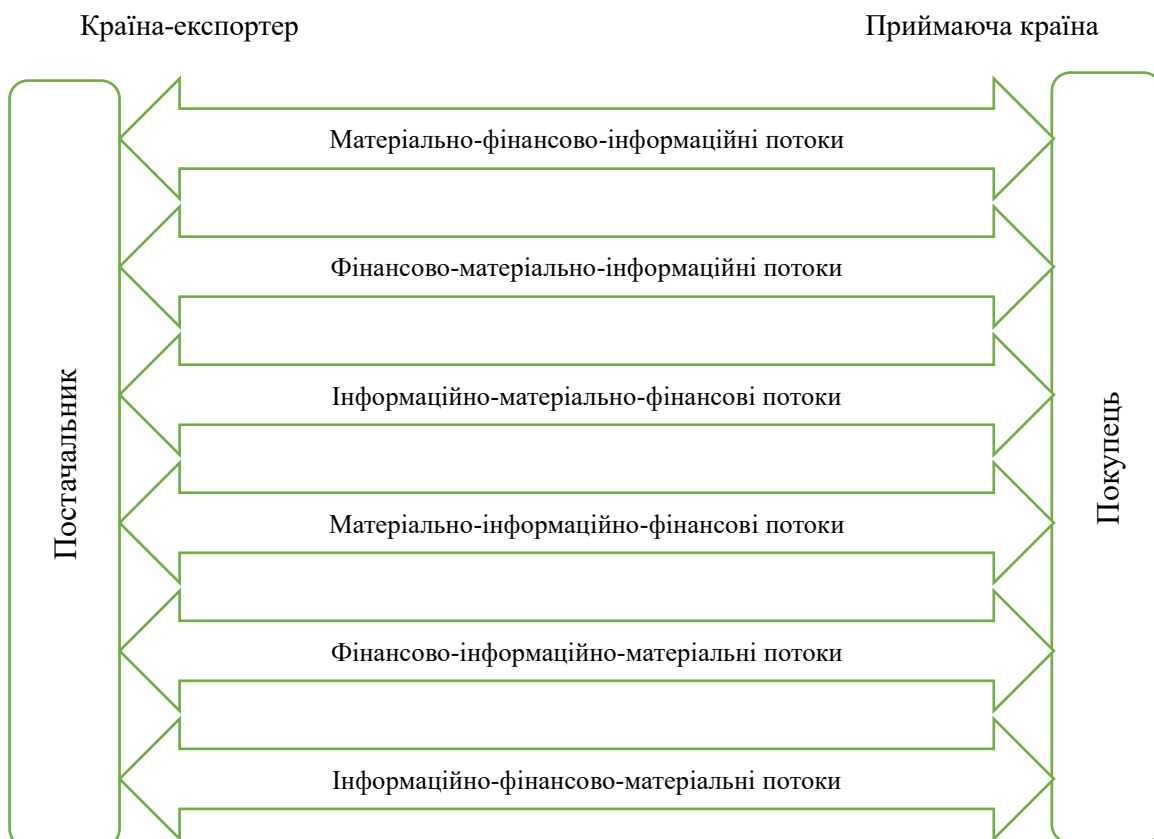 Країна-експортер
Приймаюча країна
Матеріально-фінансово-інформаційні потоки
Фінансово-матеріально-інформаційні потоки
Інформаційно-матеріально-фінансові потоки
Постачальник
Покупець
Матеріально-інформаційно-фінансові потоки
Фінансово-інформаційно-матеріальні потоки
Інформаційно-фінансово-матеріальні потоки